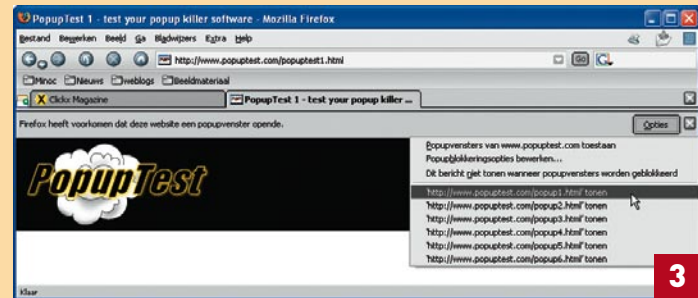 PopupTest 1 - test your popup killer software - Mozilla Firefox
Bestand Bewerken Beeld Ga Bladwijzers Extra Help
http://www.popuptest.com/popuptest1.html Go G
Minoc Nieuws weblogs Beeldmateriaal
X Clickx Magazine PopupTest 1 - test your popup killer ...
Firefox heeft voorkomen dat deze website een popupvenster opende. Opties
Popupvensters van www.popuptest.com toestaan
Popupblokkeringsopties bewerken...
Dit bericht niet tonen wanneer popupvensters worden geblokkeerd
'http://www.popuptest.com/popup1.html' tonen
'http://www.popuptest.com/popup2.html' tonen
'http://www.popuptest.com/popup3.html' tonen
'http://www.popuptest.com/popup4.html' tonen
'http://www.popuptest.com/popup5.html' tonen
'http://www.popuptest.com/popup6.html' tonen
PopupTest
Klaar
3